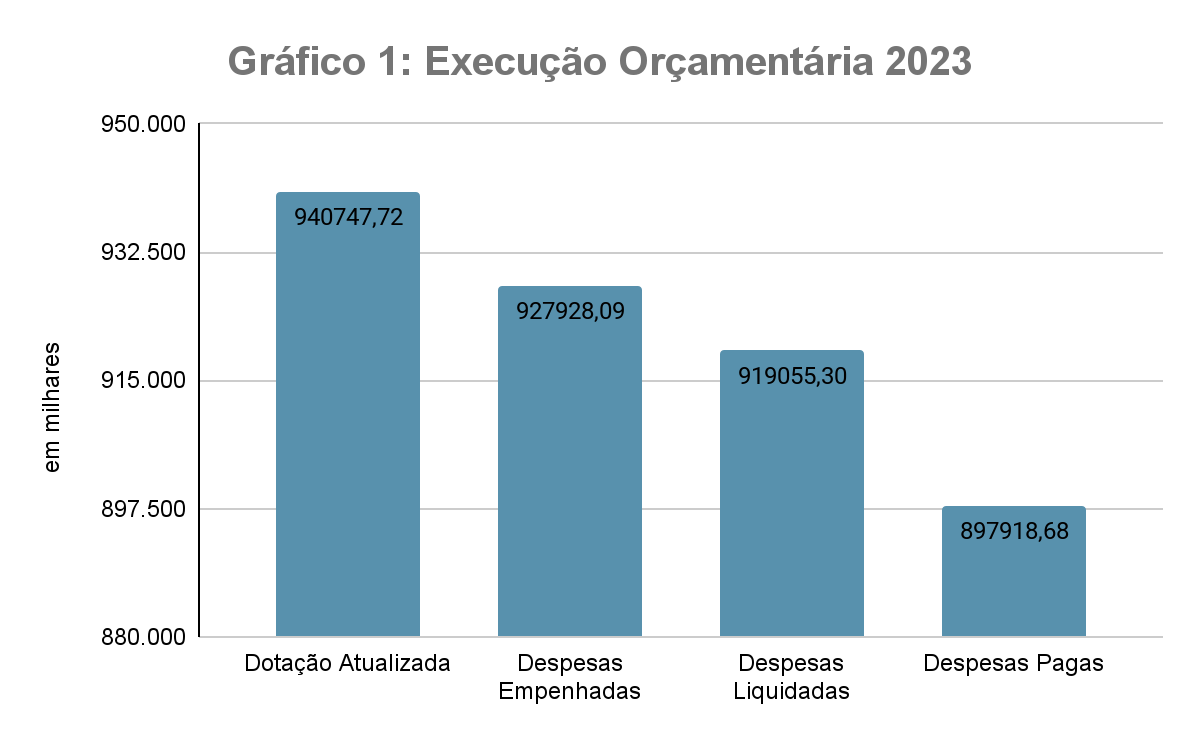 Gráfico 1: Execução Orçamentária 2023
950.000
932.500
915.000
897.500
880.000
em milhares
940747,72
927928,09
919055,30
897918,68
Dotação Atualizada
Despesas
Empenhadas
Despesas
Liquidadas
Despesas Pagas